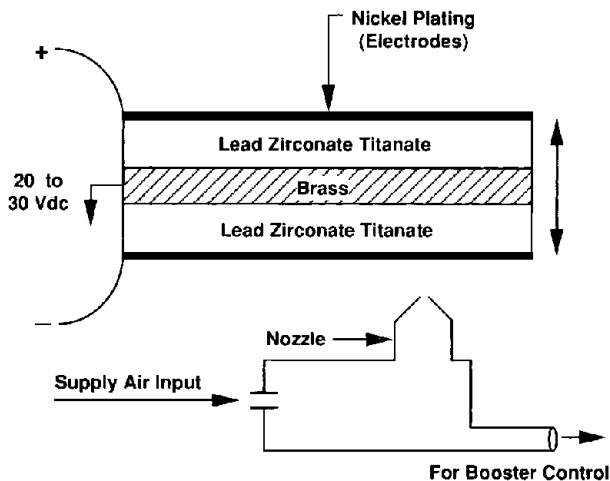 Nickel Plating
(Electrodes)
+
Lead Zirconate Titanate
20 to
30 Vdc
Brass
Lead Zirconate Titanate
—
Nozzle
Supply Air Input
For Booster Control